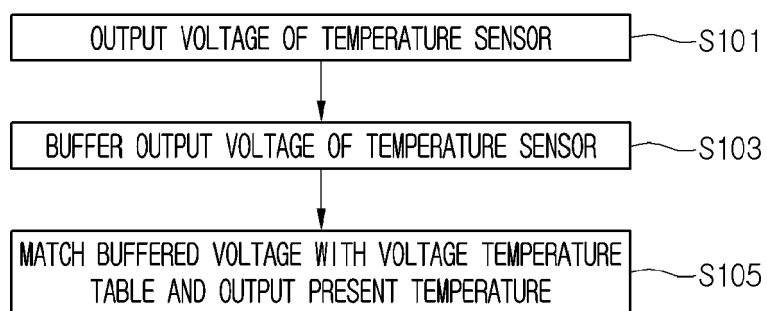 OUTPUT VOLTAGE OF TEMPERATURE SENSOR
S101
BUFFER OUTPUT VOLTAGE OF TEMPERATURE SENSOR
S103
MATCH BUFFERED VOLTAGE WITH VOLTAGE TEMPERATURE
TABLE AND OUTPUT PRESENT TEMPERATURE
S105